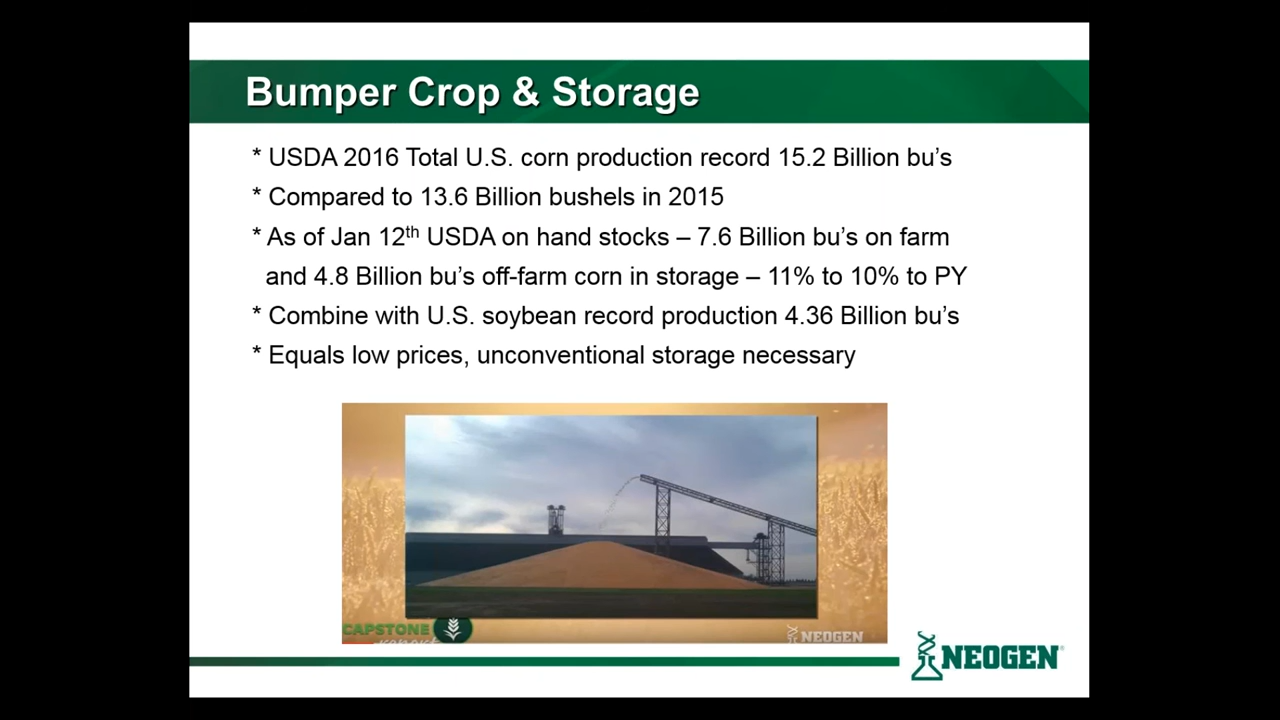 Bumper Crop & Storage
* USDA 2016 Total U.S. corn production record 15.2 Billion bu’s
* Compared to 13.6 Billion bushels in 2015
* As of Jan 12th USDA on hand stocks – 7.6 Billion bu’s on farm
and 4.8 Billion bu’s off-farm corn in storage – 11% to 10% to PY
* Combine with U.S. soybean record production 4.36 Billion bu’s
* Equals low prices, unconventional storage necessary
CAPSTONE
NEOGEN
NEOGEN